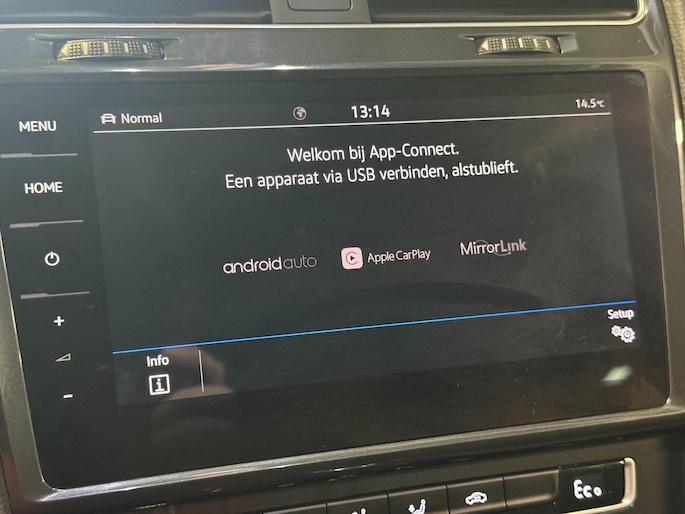 MENU
HOME
Normal
13:14
14.5°C
Welkom bij App-Connect.
Een apparaat via USB verbinden, alstublieft.
androidauto
Apple CarPlay
MirrorLink
Setup
Info
i
+
-
Eco